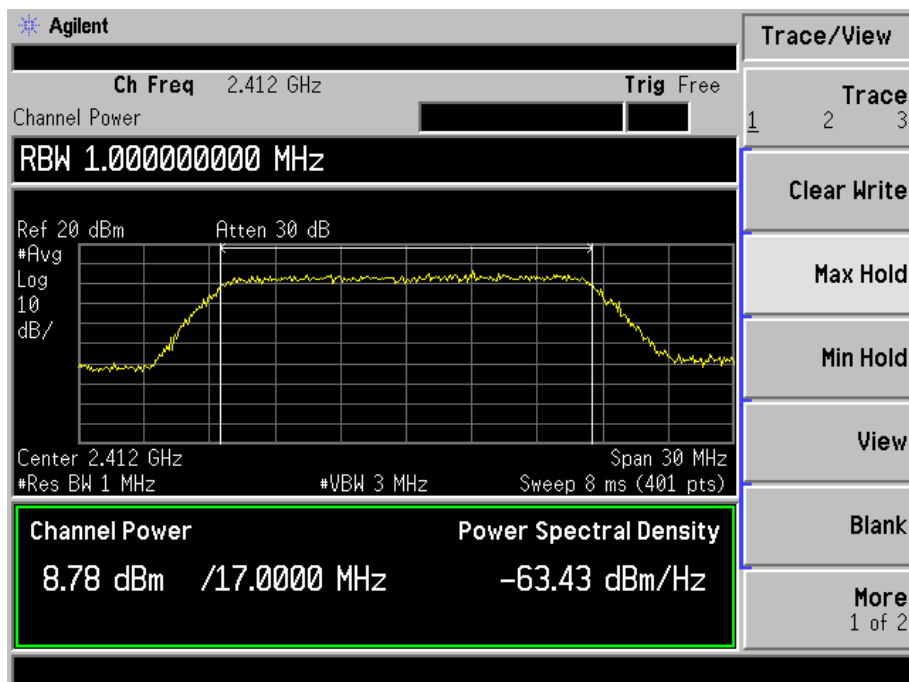 Agilent
Trace/View
Ch Freq 2.412 GHz Trig Free
Channel Power
Trace
1 2 3
RBW 1.000000000 MHz
Clear Write
Ref 20 dBm Atten 30 dB
#Avg
Log
10
dB/
Max Hold
Min Hold
View
Center 2.412 GHz Span 30 MHz
#Res BW 1 MHz #VBW 3 MHz Sweep 8 ms (401 pts)
Channel Power Power Spectral Density
Blank
8.78 dBm /17.0000 MHz -63.43 dBm/Hz
More
1 of 2